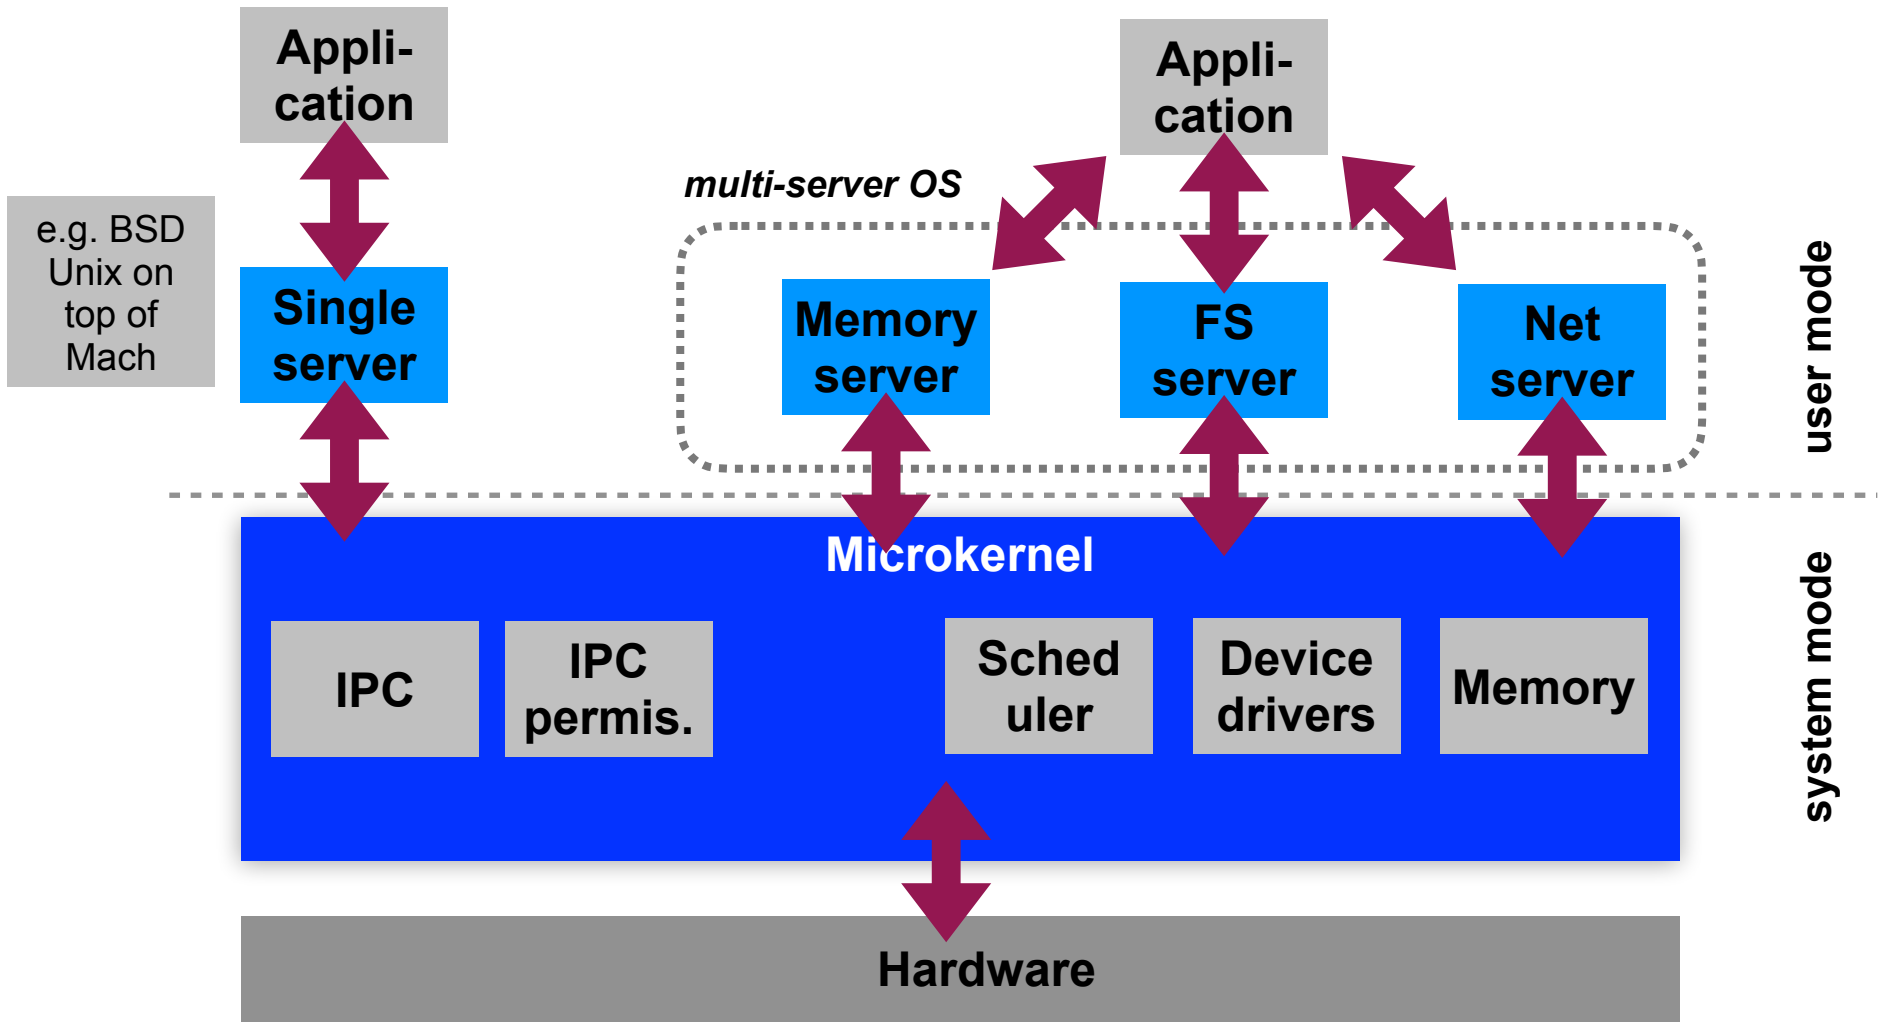 Appli-
cation
Appli-
cation
multi-server OS
e.g. BSD
Unix on
top of
Mach
Single
server
Memory
server
FS
server
Net
server
user mode
Microkernel
IPC
IPC
permis.
Sched
uler
Device
drivers
Memory
system mode
Hardware